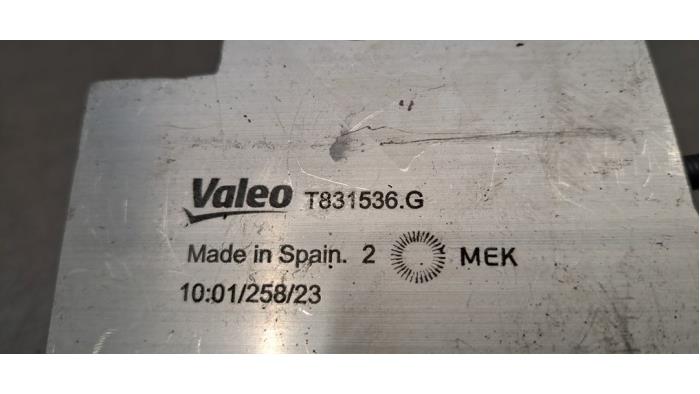 Valeo T831536.G
Made in Spain. 2 MEK
10:01/258/23